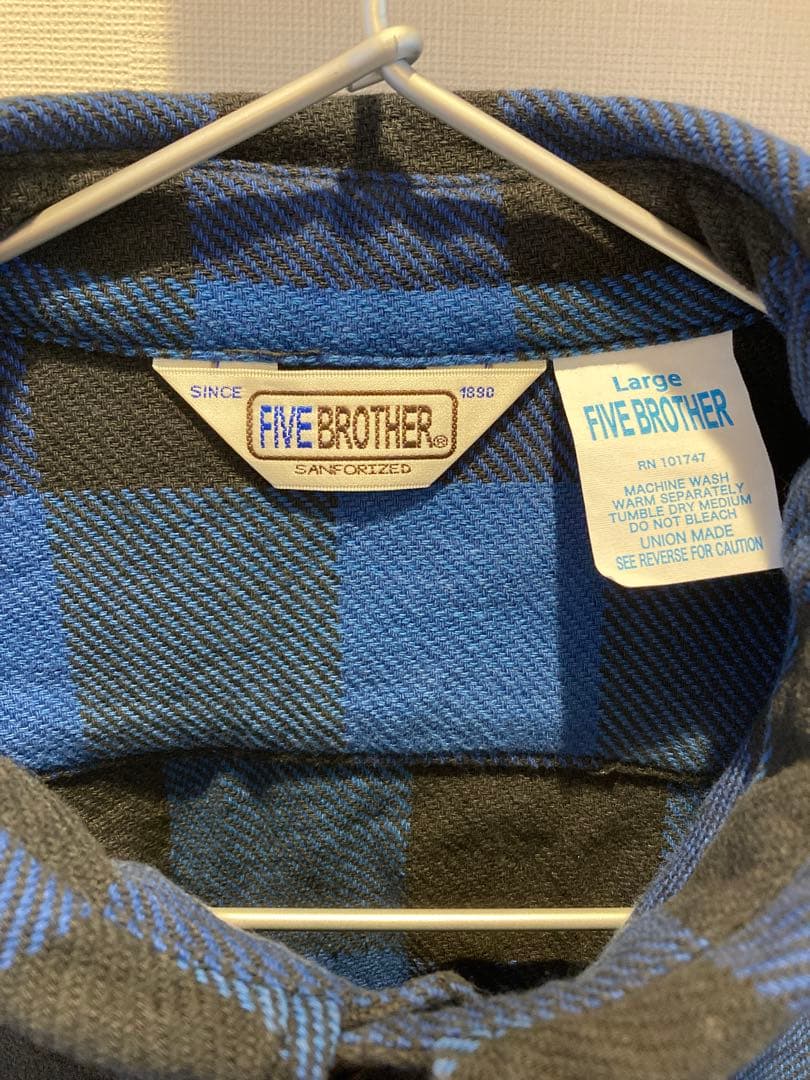 SINCE 1890
FIVE BROTHER®
SANFORIZED
Large
FIVE BROTHER
RN 101747
MACHINE WASH
WARM SEPARATELY
TUMBLE DRY MEDIUM
DO NOT BLEACH
UNION MADE
SEE REVERSE FOR CAUTION